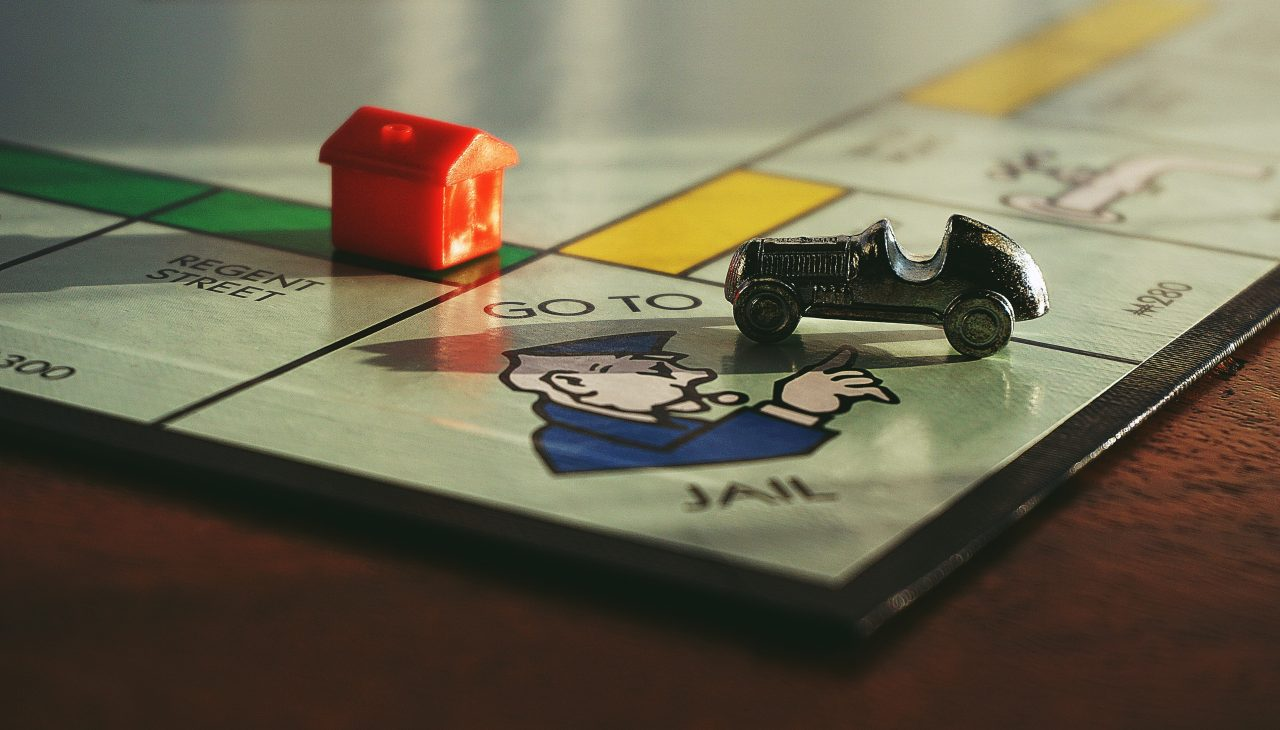 REGENT
STREET
300
GO TO
JAIL
₩280